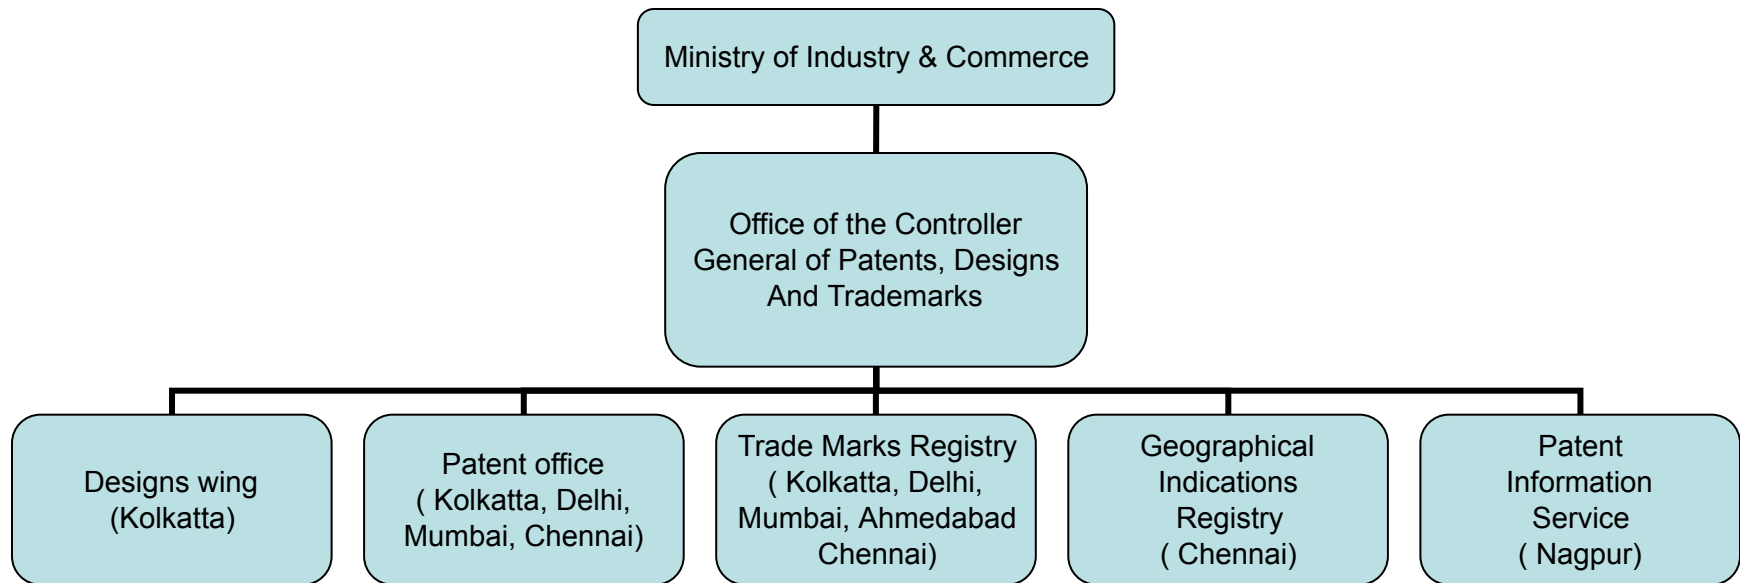 Ministry of Industry & Commerce
Office of the Controller
General of Patents, Designs
And Trademarks
Designs wing
(Kolkatta)
Patent office
( Kolkatta, Delhi,
Mumbai, Chennai)
Trade Marks Registry
( Kolkatta, Delhi,
Mumbai, Ahmedabad
Chennai)
Geographical
Indications
Registry
( Chennai)
Patent
Information
Service
( Nagpur)